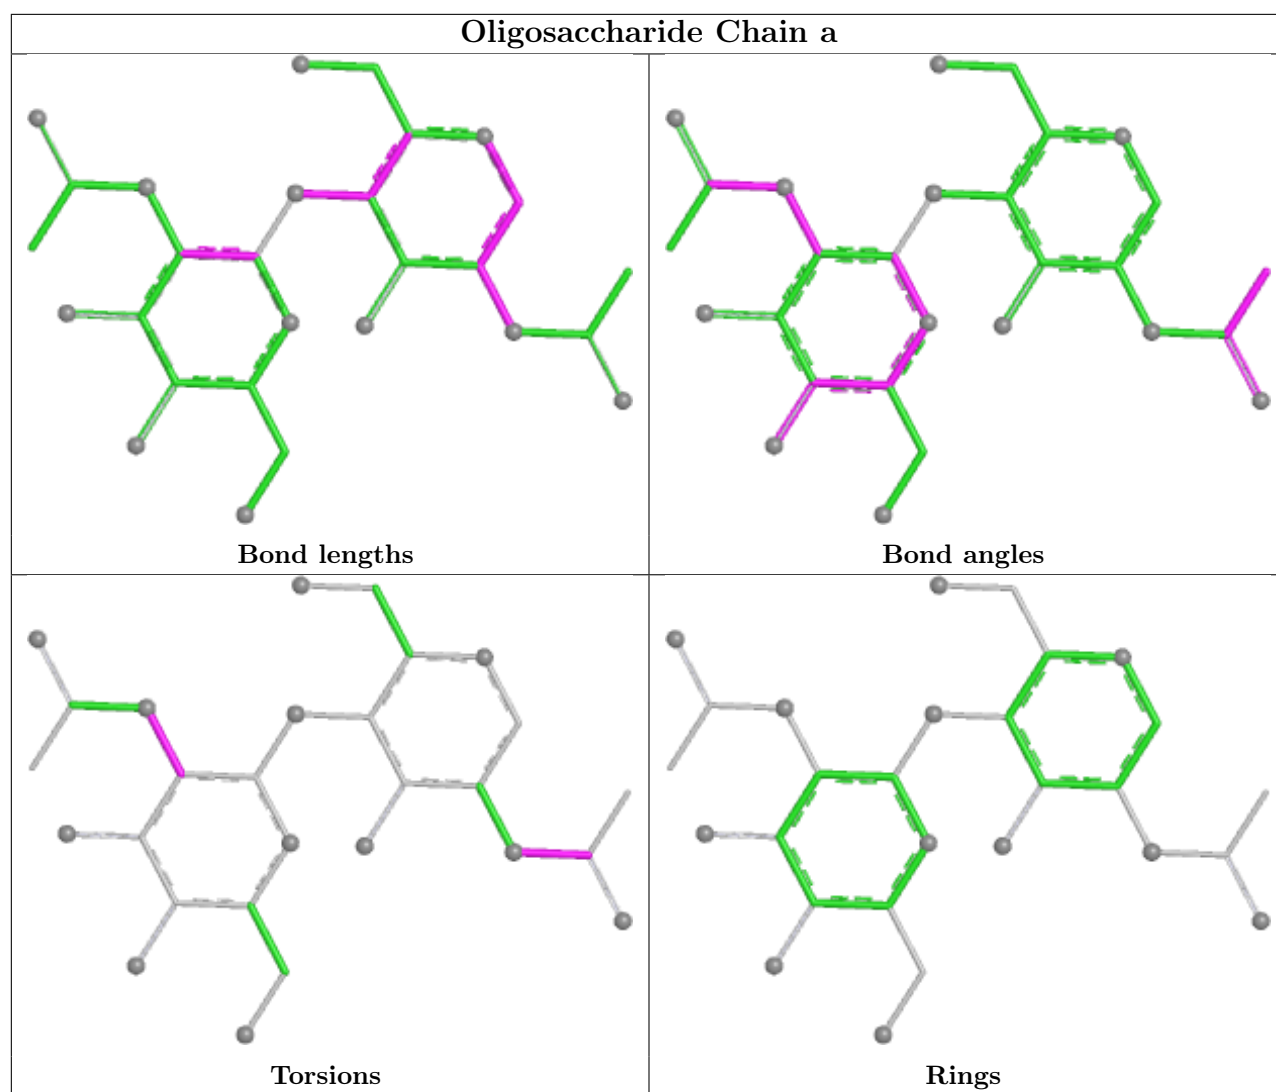 Oligosaccharide Chain a
Bond lengths
Bond angles
Torsions
Rings